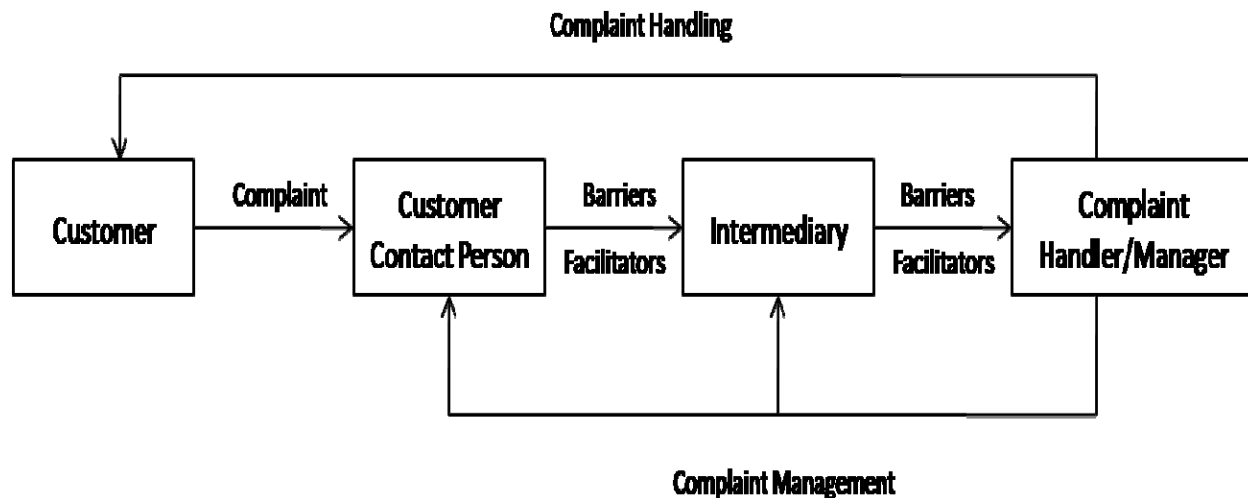 Complaint Handling
Customer
Complaint
Customer
Contact Person
Barriers
Facilitators
Intermediary
Barriers
Facilitators
Complaint
Handler/Manager
Complaint Management